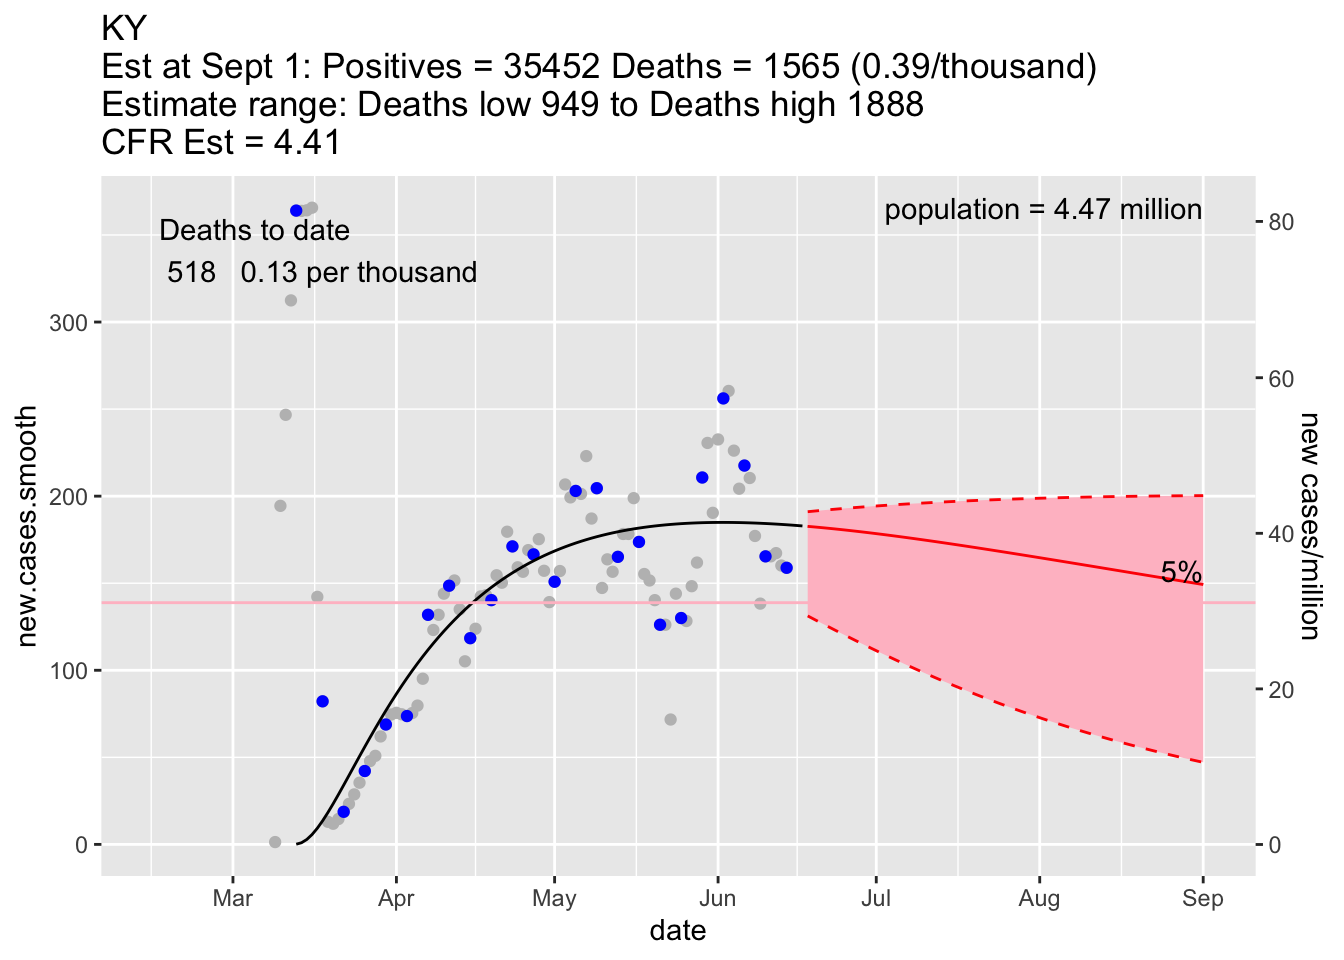 KY
Est at Sept 1: Positives = 35452 Deaths = 1565 (0.39/thousand)
Estimate range: Deaths low 949 to Deaths high 1888
CFR Est = 4.41
population = 4.47 million
Deaths to date
518 0.13 per thousand
5%
new.cases.smooth
300
200
100
0
new cases/million
80
60
40
20
0
Mar Apr May Jun Jul Aug Sep
date